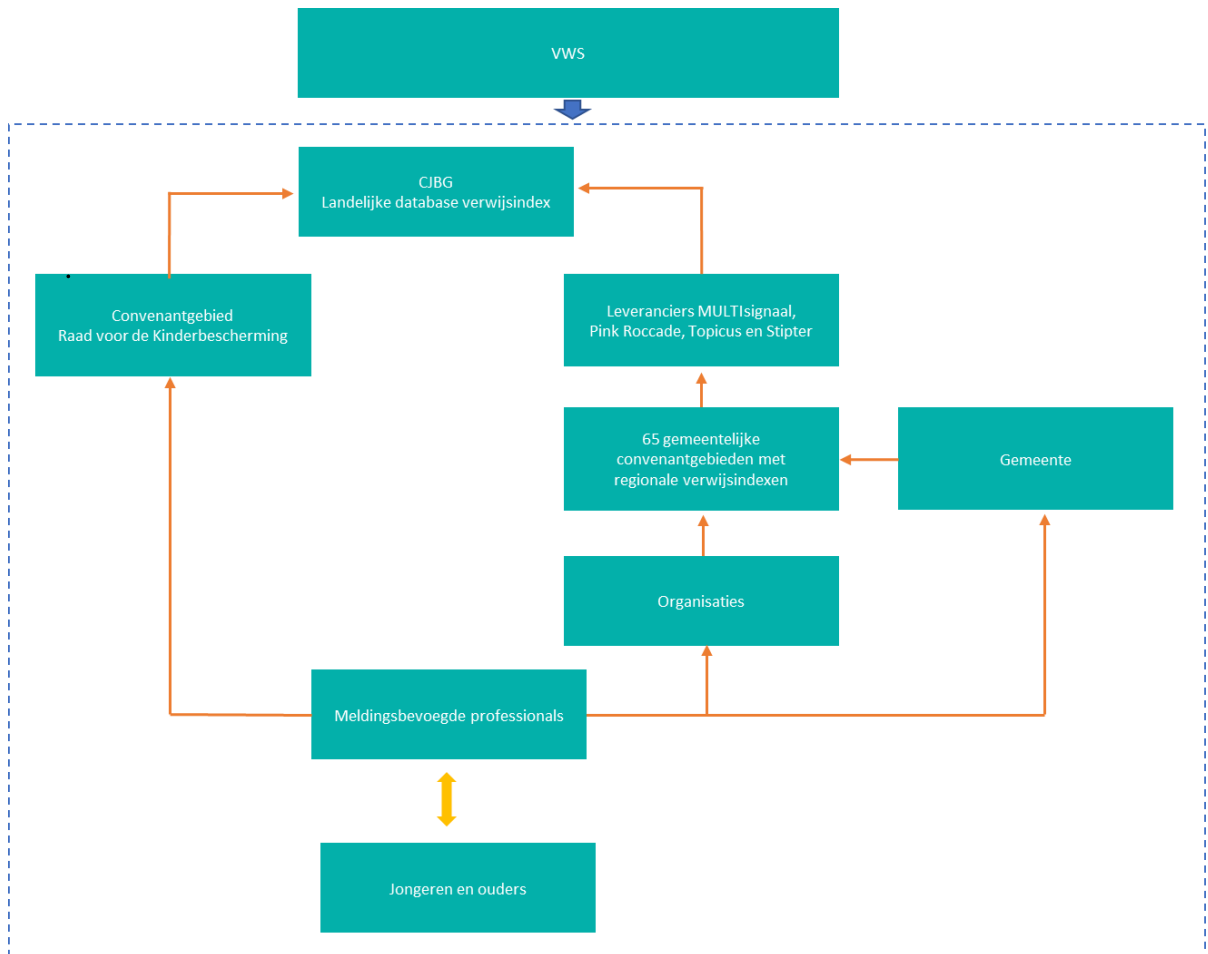 VWS
CJBG
Landelijke database verwijsindex
Convenantgebied
Raad voor de Kinderbescherming
Leveranciers MULTIsignaal,
Pink Roccade, Topicus en Stipter
65 gemeentelijke
convenantgebieden met
regionale verwijsindexen
Gemeente
Organisaties
Meldingsbevoegde professionals
Jongeren en ouders